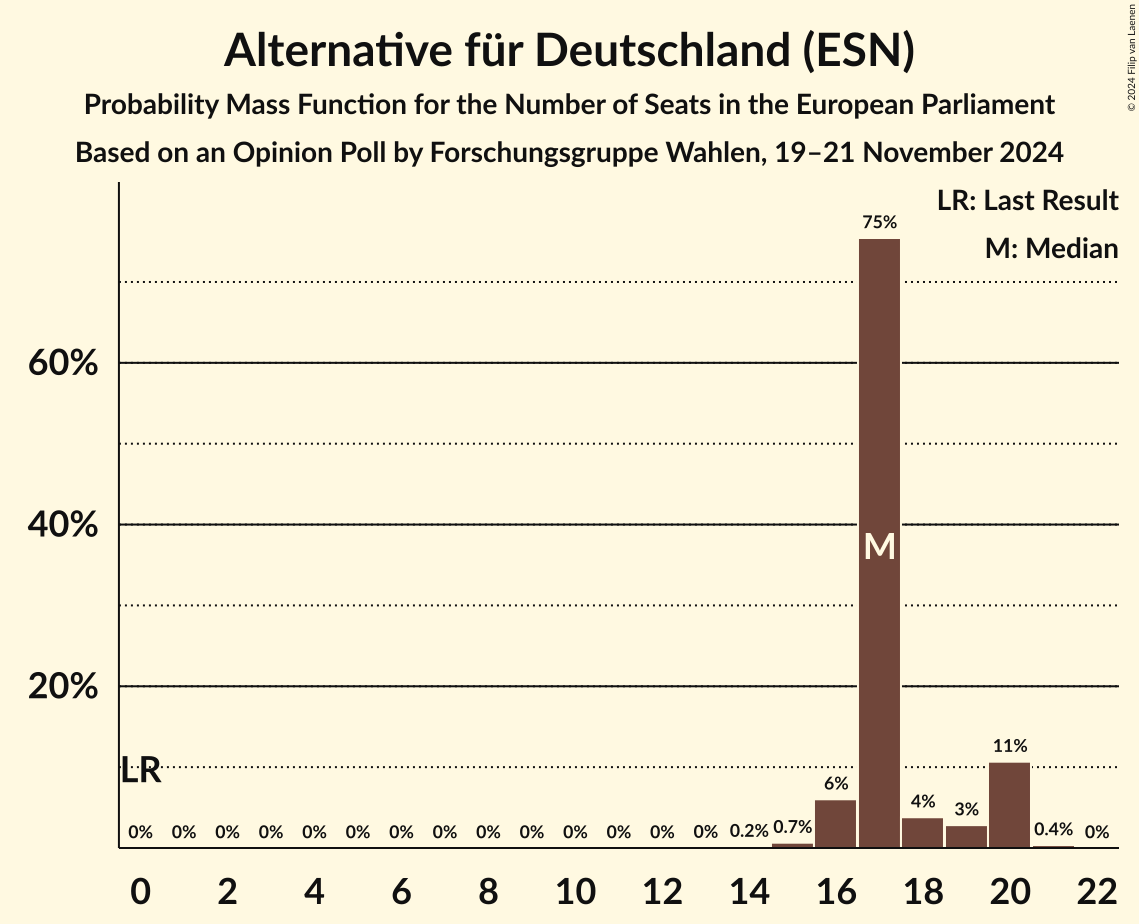 Alternative für Deutschland (ESN)
Probability Mass Function for the Number of Seats in the European Parliament
Based on an Opinion Poll by Forschungsgruppe Wahlen, 19–21 November 2024
© 2024 Filip van Laenen
LR: Last Result
M: Median
75%
60%
40%
M
20%
LR
0% 0% 0% 0% 0% 0% 0% 0% 0% 0% 0% 0% 0% 0% 0.2% 0.7% 6% 4% 3% 11% 0.4% 0%
0 2 4 6 8 10 12 14 16 18 20 22